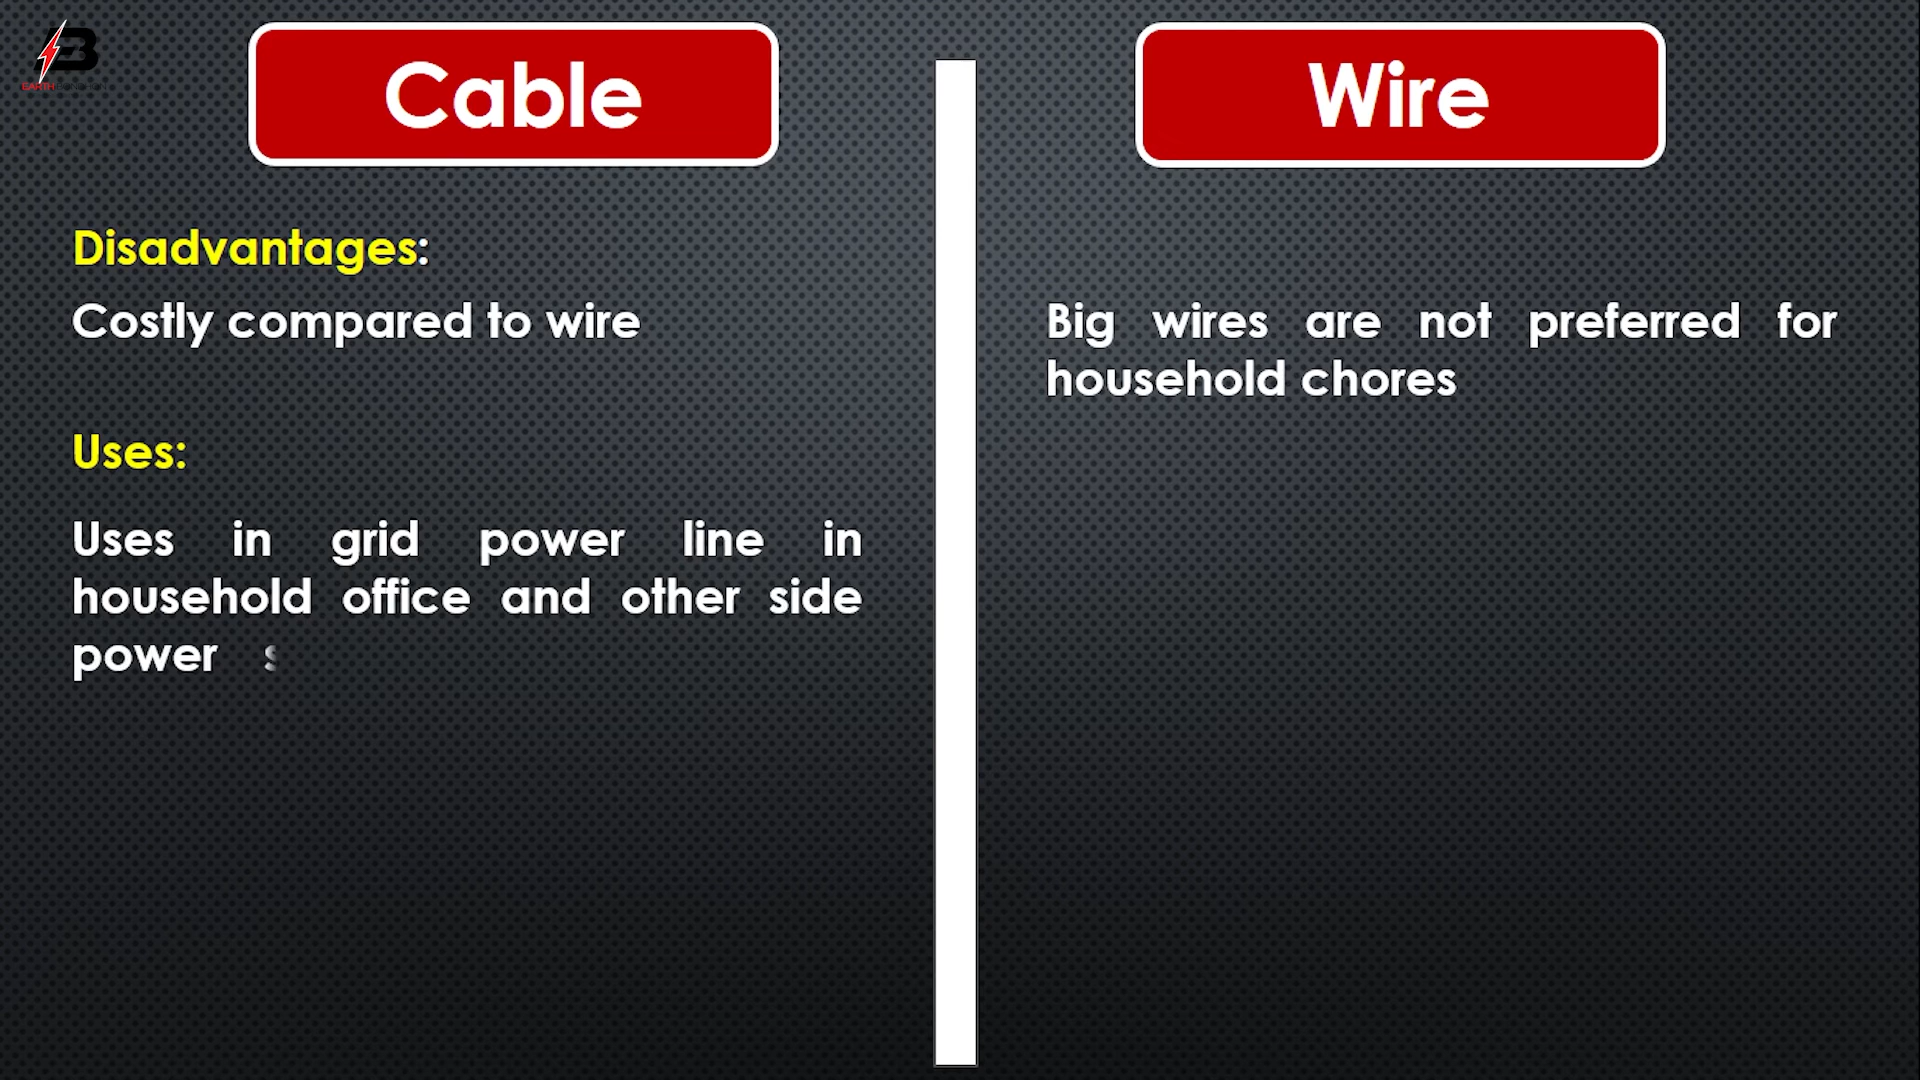 Cable
Wire
Disadvantages:
Costly compared to wire
Big wires are not preferred for
household chores
Uses:
Uses in grid power line in
household office and other side
power
EARTH